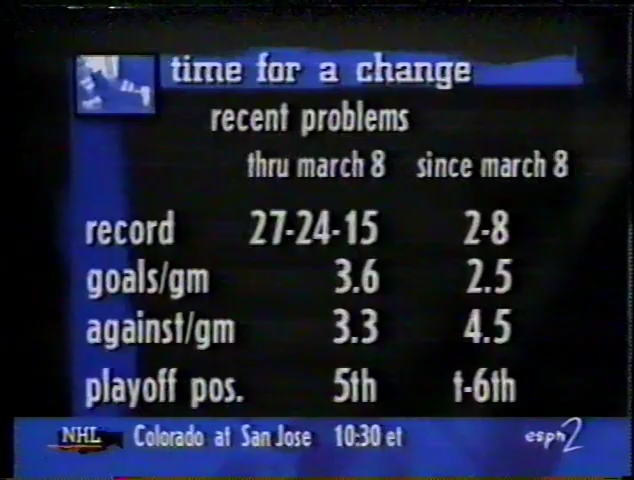 time for a change
recent problems
thru march 8 since march 8
record 27-24-15 2-8
goals/gm 3.6 2.5
against/gm 3.3 4.5
playoff pos. 5th t-6th
NHL Colorado at San Jose 10:30 et espn2